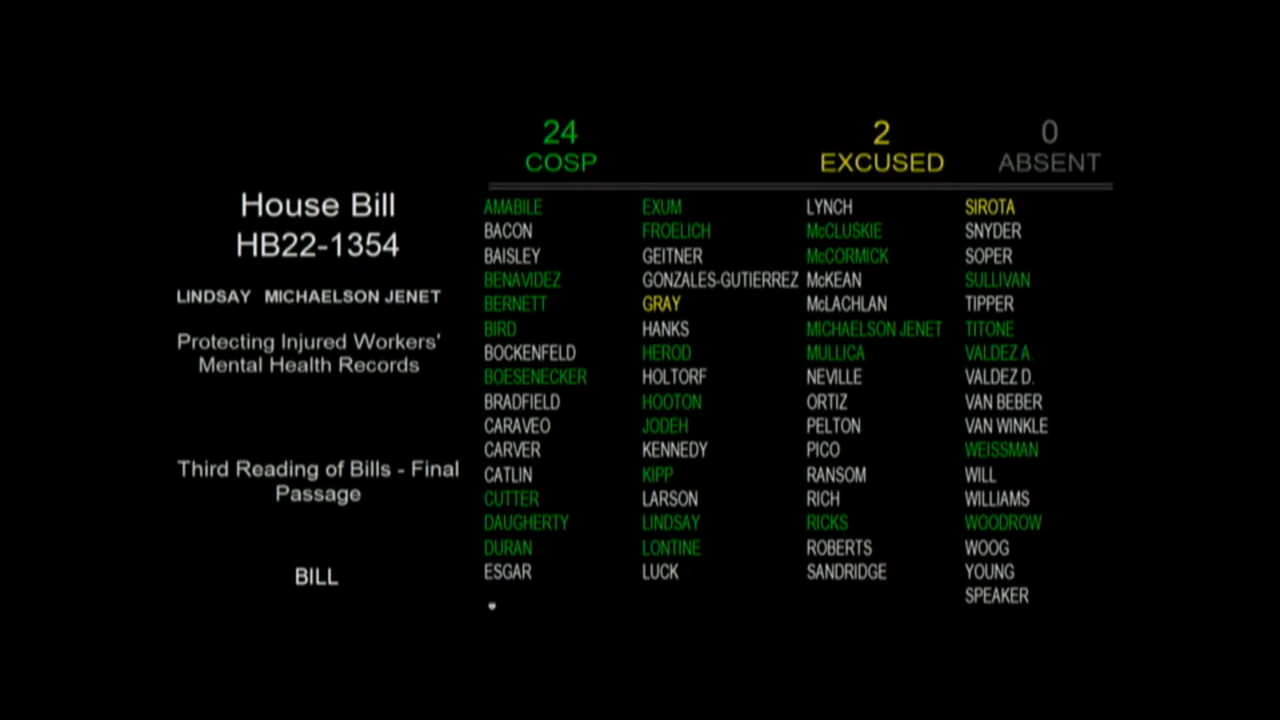 24
COSP
2
EXCUSED
0
ABSENT
House Bill
HB22-1354
LINDSAY MICHAELSON JENET
Protecting Injured Workers'
Mental Health Records
Third Reading of Bills - Final
Passage
BILL
AMABILE
BACON
BAISLEY
BENAVIDEZ
BERNETT
BIRD
BOCKENFELD
BOESENECKER
BRADFIELD
CARAVEO
CARVER
CATLIN
CUTTER
DAUGHERTY
DURAN
ESGAR
EXUM
FROELICH
GEITNER
GONZALES-GUTIERREZ
GRAY
HANKS
HEROD
HOLTORF
HOOTON
JODEH
KENNEDY
KIPP
LARSON
LINDSAY
LONTINE
LUCK
LYNCH
McCLUSKIE
McCORMICK
McKEAN
McLACHLAN
MICHAELSON JENET
MULLICA
NEVILLE
ORTIZ
PELTON
PICO
RANSOM
RICH
RICKS
ROBERTS
SANDRIDGE
SIROTA
SNYDER
SOPER
SULLIVAN
TIPPER
TITONE
VALDEZ A.
VALDEZ D.
VAN BEBER
VAN WINKLE
WEISSMAN
WILL
WILLIAMS
WOODROW
WOOG
YOUNG
SPEAKER